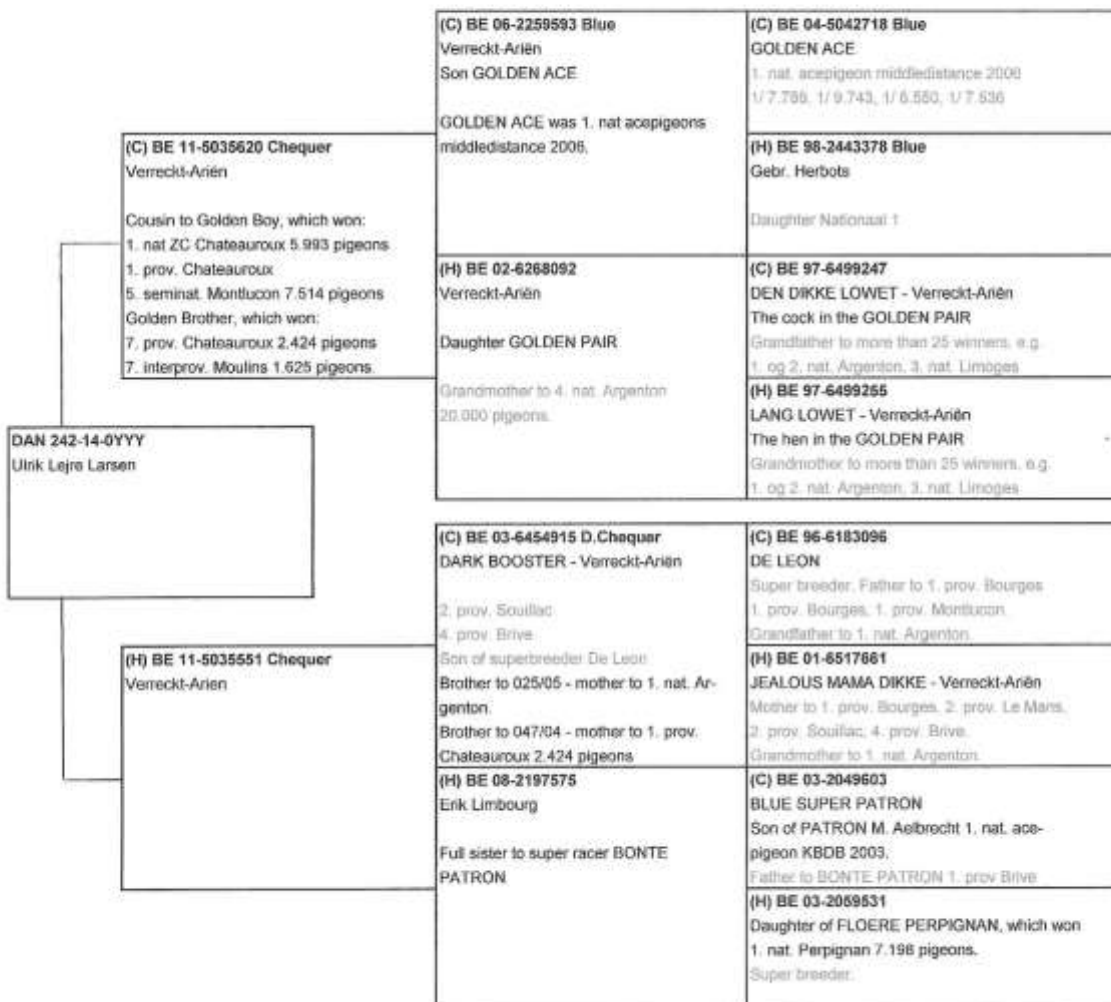 (C) BE 06-2259593 Blue
Verreckt-Ariën
Son GOLDEN ACE
GOLDEN ACE was 1. nat acepigeons
middledistance 2006.
(C) BE 04-5042718 Blue
GOLDEN ACE
1. nat. acepigeon middledistance 2006
1/ 7.786, 1/ 9.743, 1/ 6.550, 1/ 7.536
(H) BE 98-2443378 Blue
Gebr. Herbots
Daughter Nationaal 1
(C) BE 11-5035620 Chequer
Verreckt-Ariën
Cousin to Golden Boy, which won:
1. nat ZC Chateauroux 5.993 pigeons
1. prov. Chateauroux
5. seminat. Montlucon 7.514 pigeons
Golden Brother, which won:
7. prov. Chateauroux 2.424 pigeons
7. interprov. Moulins 1.625 pigeons.
(H) BE 02-6268092
Verreckt-Ariën
Daughter GOLDEN PAIR
Grandmother to 4. nat. Argenton
20.000 pigeons.
(C) BE 97-6499247
DEN DIKKE LOWET - Verreckt-Ariën
The cock in the GOLDEN PAIR
Grandfather to more than 25 winners, e.g.
1. og 2. nat. Argenton, 3. nat. Limoges
(H) BE 97-6499255
LANG LOWET - Verreckt-Ariën
The hen in the GOLDEN PAIR
Grandmother to more than 25 winners, e.g.
1. og 2. nat. Argenton, 3. nat. Limoges
DAN 242-14-0YYY
Ulrik Lejre Larsen
(C) BE 03-6454915 D.Chequer
DARK BOOSTER - Verreckt-Ariën
2. prov. Souillac
4. prov. Brive
Son of superbreeder De Leon
Brother to 025/05 - mother to 1. nat. Ar-
genton.
Brother to 047/04 - mother to 1. prov.
Chateauroux 2.424 pigeons
(C) BE 96-6183096
DE LEON
Super breeder. Father to 1. prov. Bourges
1. prov. Bourges, 1. prov. Montlucon.
Grandfather to 1. nat. Argenton.
(H) BE 01-6517661
JEALOUS MAMA DIKKE - Verreckt-Ariën
Mother to 1. prov. Bourges, 2. prov. Le Mans,
2. prov. Souillac, 4. prov. Brive.
Grandmother to 1. nat. Argenton.
(H) BE 11-5035551 Chequer
Verreckt-Arien
(H) BE 08-2197575
Erik Limbourg
Full sister to super racer BONTE
PATRON
(C) BE 03-2049603
BLUE SUPER PATRON
Son of PATRON M. Aelbrecht 1. nat. ace-
pigeon KBDB 2003.
Father to BONTE PATRON 1. prov Brive
(H) BE 03-2059531
Daughter of FLOERE PERPIGNAN, which won
1. nat. Perpignan 7.198 pigeons.
Super breeder.